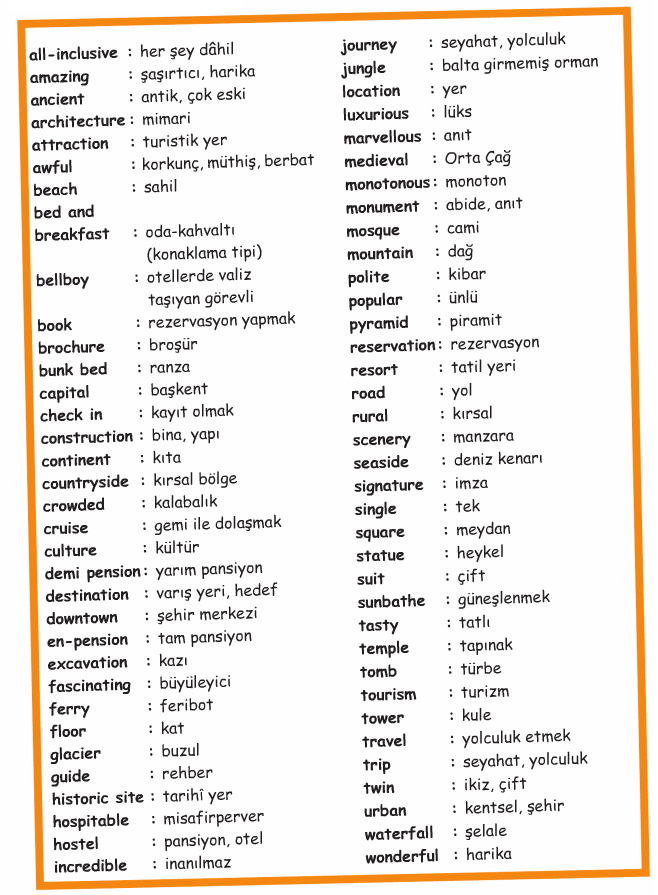 all-inclusive : her şey dâhil
amazing : şaşırtıcı, harika
ancient : antik, çok eski
architecture : mimari
attraction : turistik yer
awful : korkunç, müthiş, berbat
beach : sahil
bed and
breakfast : oda-kahvaltı
(konaklama tipi)
bellboy : otellerde valiz
taşıyan görevli
book : rezervasyon yapmak
brochure : broşür
bunk bed : ranza
capital : başkent
check in : kayıt olmak
construction : bina, yapı
continent : kıta
countryside : kırsal bölge
crowded : kalabalık
cruise : gemi ile dolaşmak
culture : kültür
demi pension : yarım pansiyon
destination : varış yeri, hedef
downtown : şehir merkezi
en-pension : tam pansiyon
excavation : kazı
fascinating : büyüleyici
ferry : feribot
floor : kat
glacier : buzul
guide : rehber
historic site : tarihî yer
hospitable : misafirperver
hostel : pansiyon, otel
incredible : inanılmaz
journey : seyahat, yolculuk
jungle : balta girmemiş orman
location : yer
luxurious : lüks
marvellous : anıt
medieval : Orta Çağ
monotonous : monoton
monument : abide, anıt
mosque : cami
mountain : dağ
polite : kibar
popular : ünlü
pyramid : piramit
reservation : rezervasyon
resort : tatil yeri
road : yol
rural : kırsal
scenery : manzara
seaside : deniz kenarı
signature : imza
single : tek
square : meydan
statue : heykel
suit : çift
sunbathe : güneşlenmek
tasty : tatlı
temple : tapınak
tomb : türbe
tourism : turizm
tower : kule
travel : yolculuk etmek
trip : seyahat, yolculuk
twin : ikiz, çift
urban : kentsel, şehir
waterfall : şelale
wonderful : harika